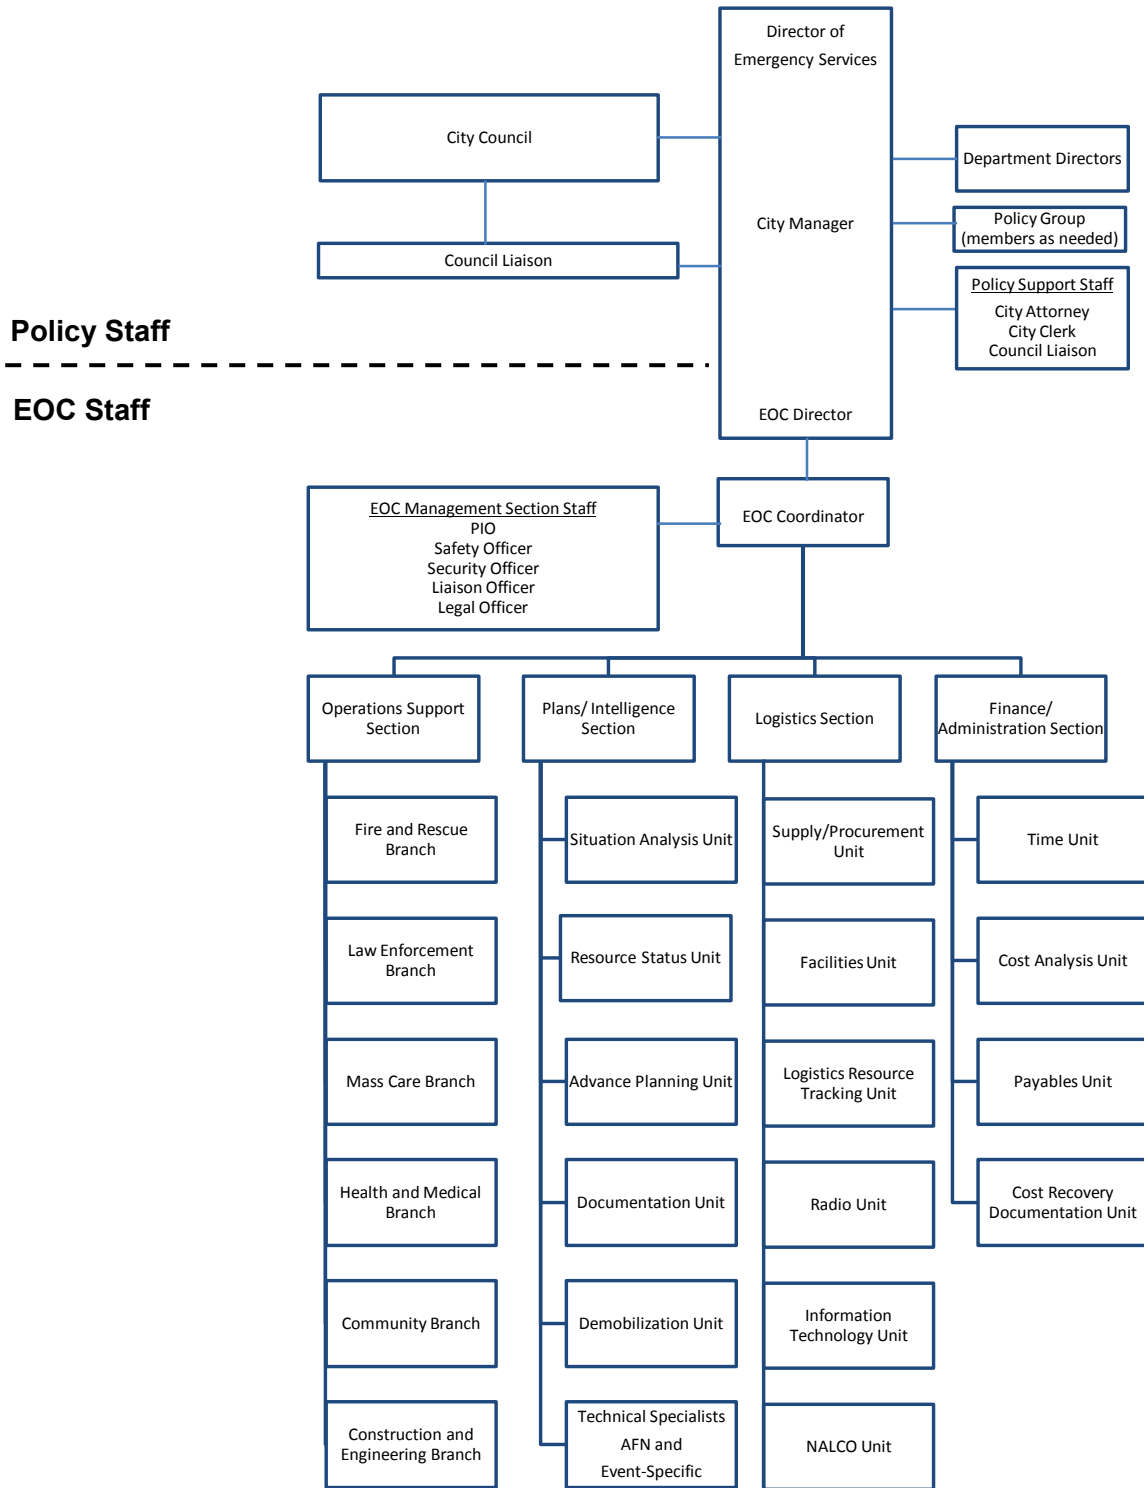 Director of
Emergency Services
City Council
Department Directors
City Manager
Policy Group
(members as needed)
Council Liaison
Policy Support Staff
City Attorney
City Clerk
Council Liaison
Policy Staff
EOC Staff
EOC Director
EOC Management Section Staff
PIO
Safety Officer
Security Officer
Liaison Officer
Legal Officer
EOC Coordinator
Operations Support
Section
Plans/ Intelligence
Section
Logistics Section
Finance/
Administration Section
Fire and Rescue
Branch
Situation Analysis Unit
Supply/Procurement
Unit
Time Unit
Law Enforcement
Branch
Resource Status Unit
Facilities Unit
Cost Analysis Unit
Mass Care Branch
Advance Planning Unit
Logistics Resource
Tracking Unit
Payables Unit
Health and Medical
Branch
Documentation Unit
Radio Unit
Cost Recovery
Documentation Unit
Community Branch
Demobilization Unit
Information
Technology Unit
Construction and
Engineering Branch
Technical Specialists
AFN and
Event-Specific
NALCO Unit